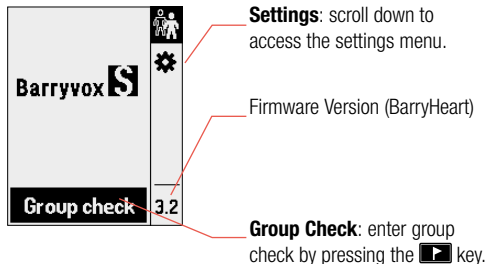 Barryvox S
Group check
3.2
Settings: scroll down to
access the settings menu.
Firmware Version (BarryHeart)
Group Check: enter group
check by pressing the key.